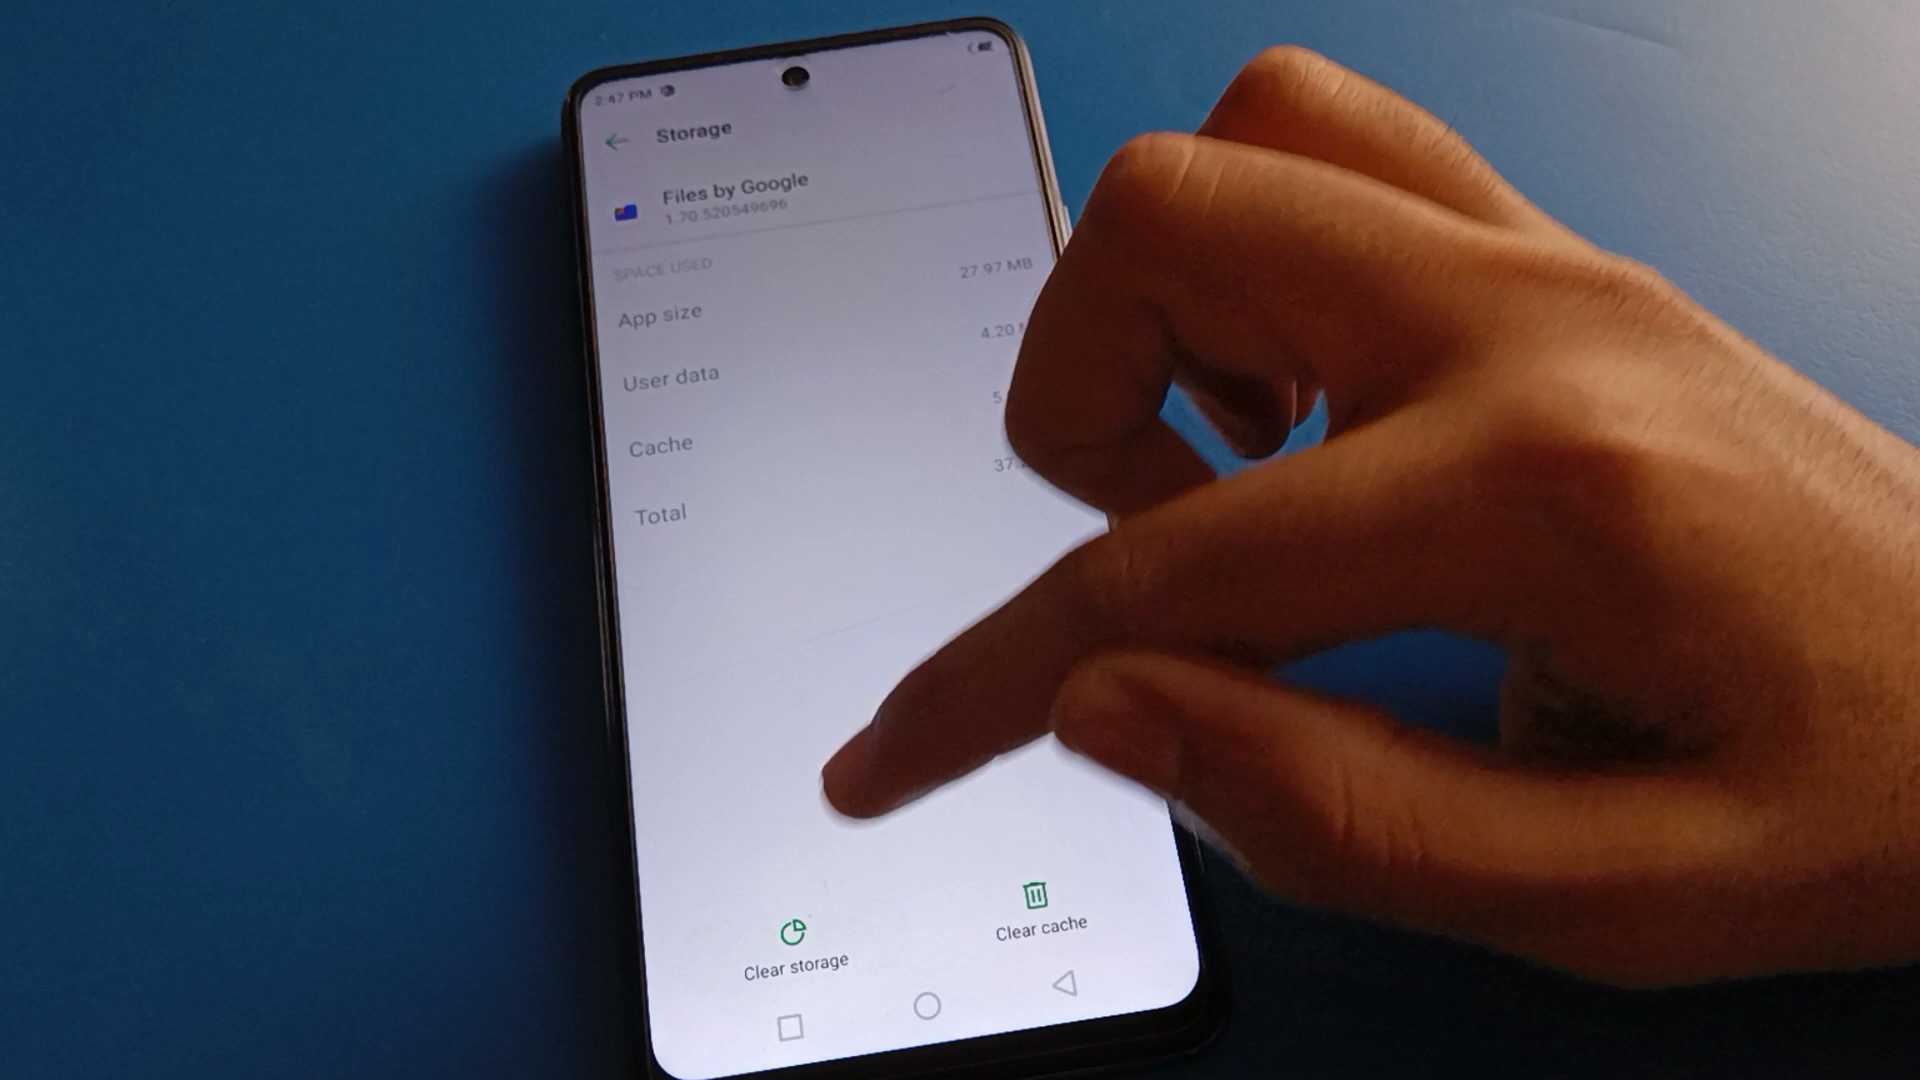 2:47 PM
Storage
Files by Google
1.70.520549696
SPACE USED
App size
27.97 MB
User data
4.20
Cache
5
Total
37.
Clear storage
Clear cache